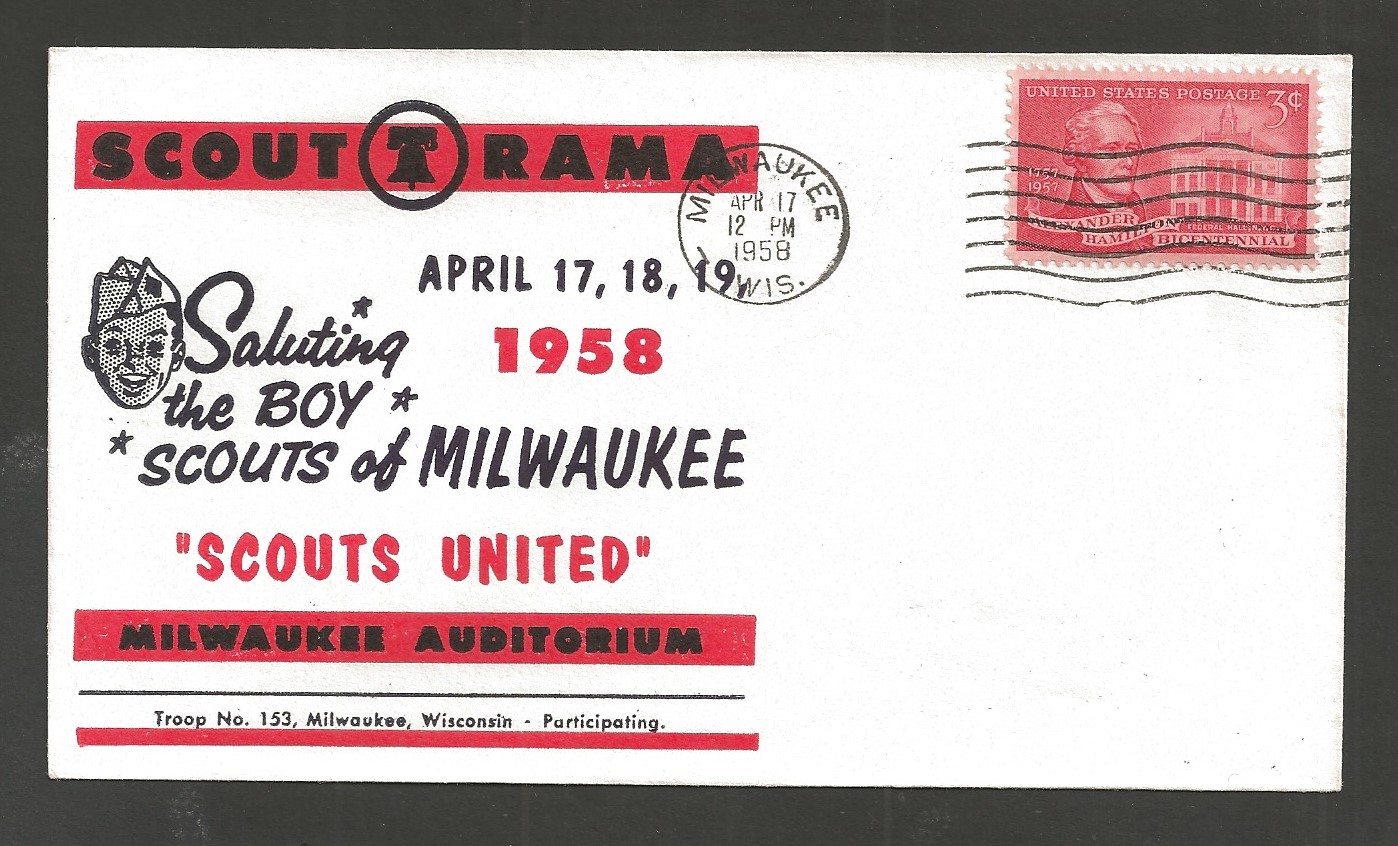 SCOUT T RAMA
APRIL 17, 18, 19,
1958
Saluting
the BOY
SCOUTS of MILWAUKEE
"SCOUTS UNITED"
MILWAUKEE AUDITORIUM
Troop No. 153, Milwaukee, Wisconsin - Participating.
MILWAUKEE
APR 17
12 PM
1958
WIS.
UNITED STATES POSTAGE 3¢
1757
1957
ALEXANDER
HAMILTON
BICENTENNIAL
FEDERAL HALL, N.Y.